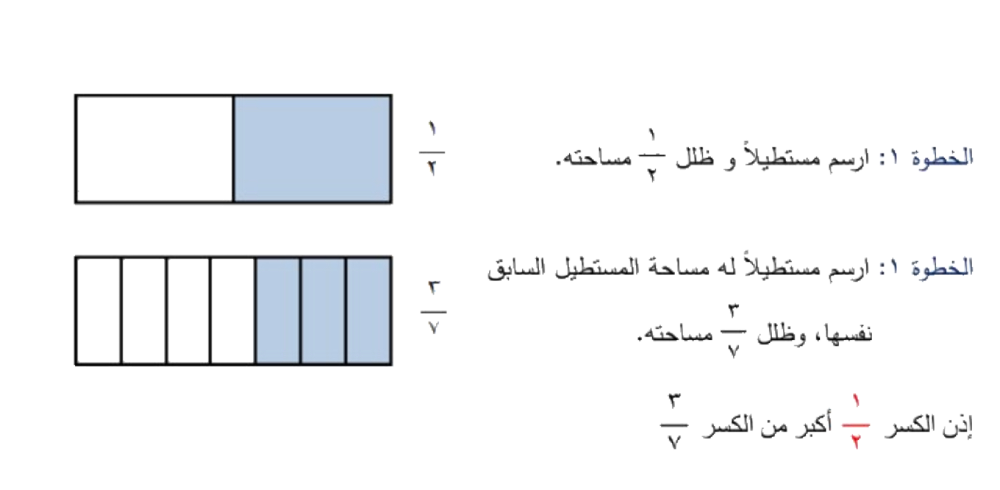 الخطوة ١: ارسم مستطيلاً و ظلل ١/٢ مساحته.
١/٢
الخطوة ١: ارسم مستطيلاً له مساحة المستطيل السابق
نفسها، وظلل ٣/٧ مساحته.
٣/٧
إذن الكسر ١/٢ أكبر من الكسر ٣/٧